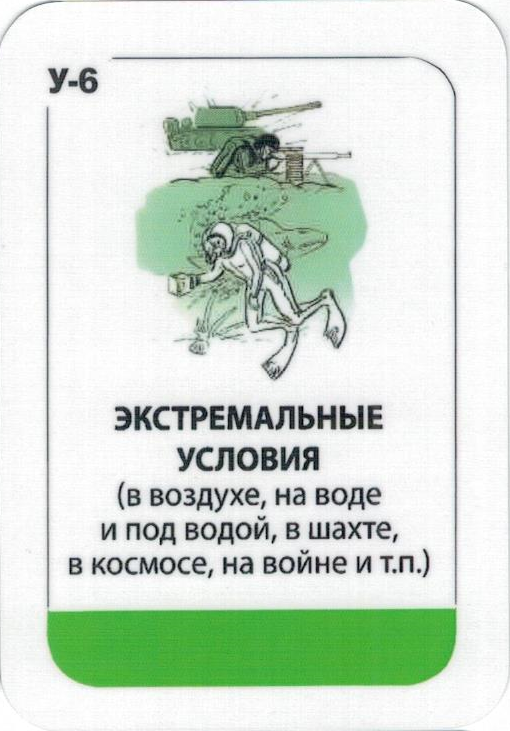 У-6
ЭКСТРЕМАЛЬНЫЕ
УСЛОВИЯ
(в воздухе, на воде
и под водой, в шахте,
в космосе, на войне и т.п.)